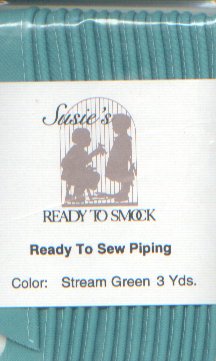 Susie's
READY TO SMOCK
Ready To Sew Piping
Color: Stream Green 3 Yds.